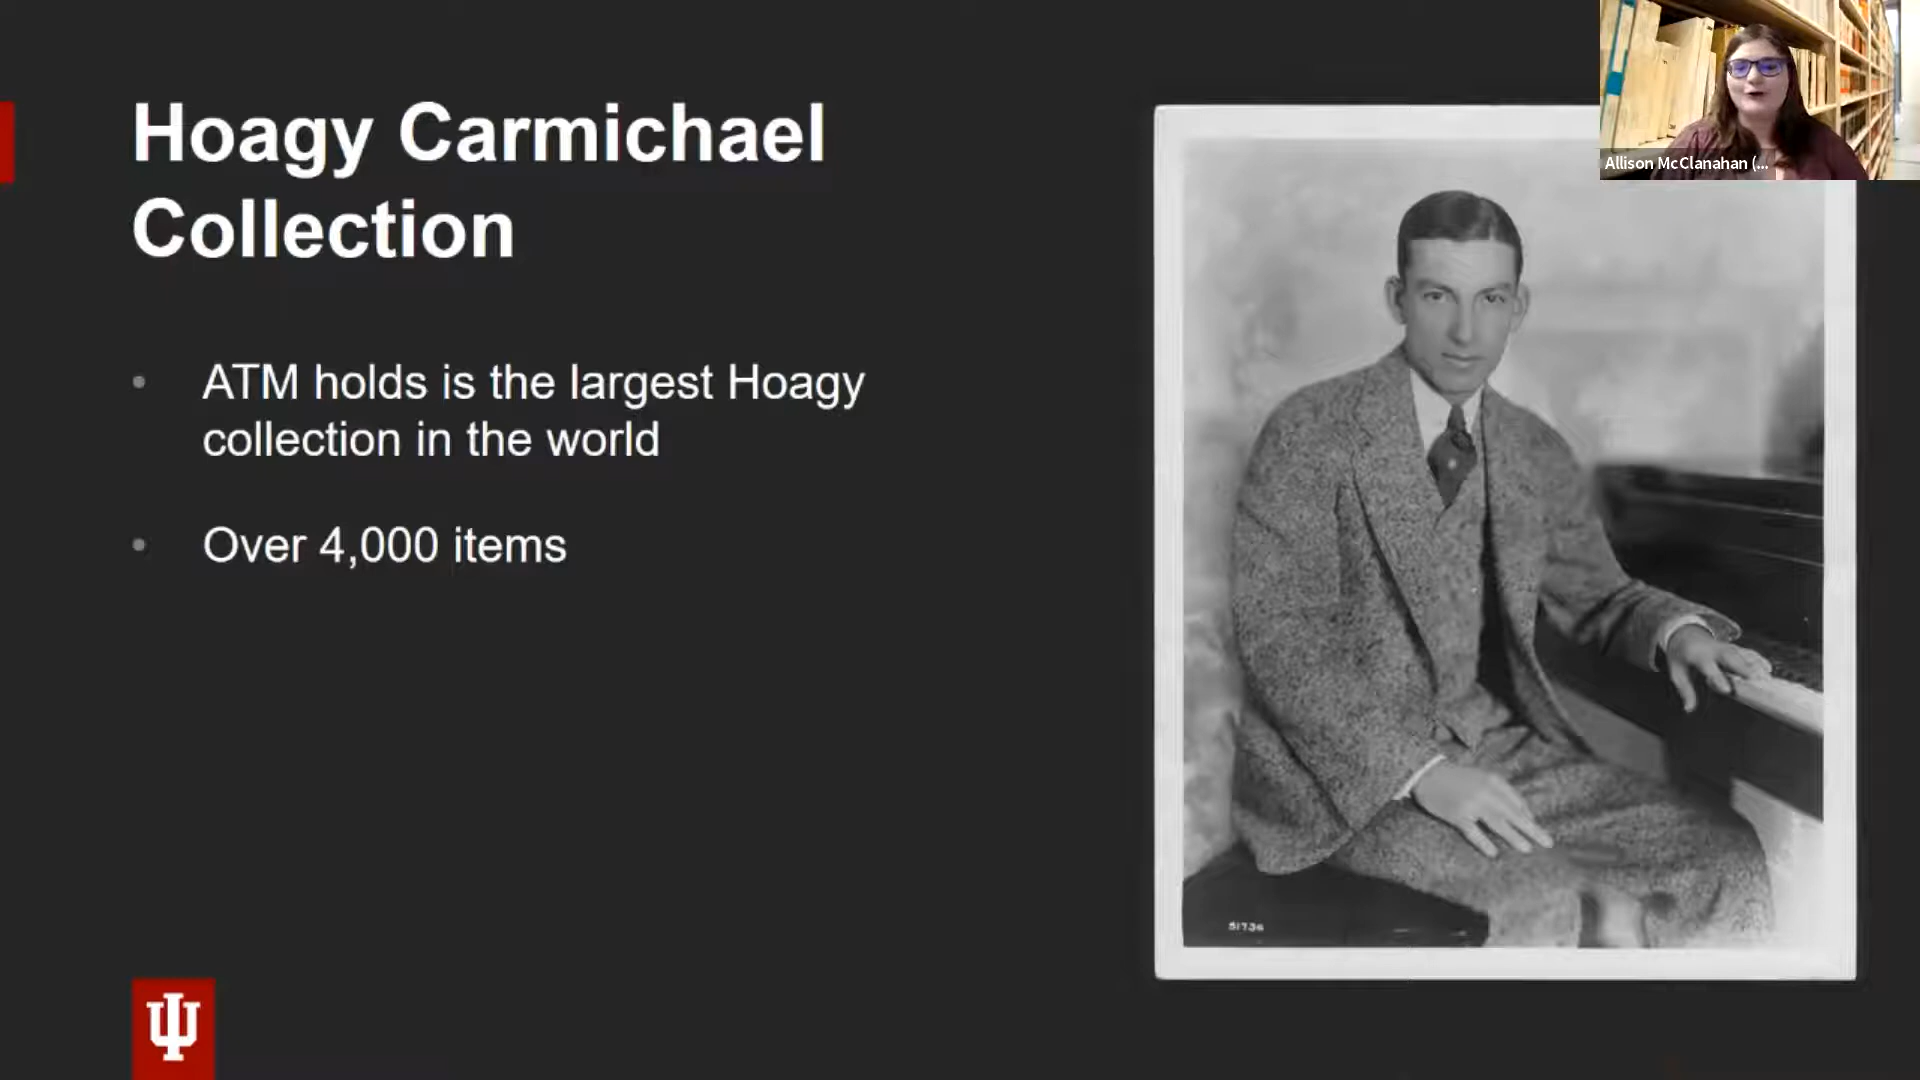 Hoagy Carmichael
Collection
• ATM holds is the largest Hoagy
collection in the world
• Over 4,000 items
Allison McClanahan (...
51736